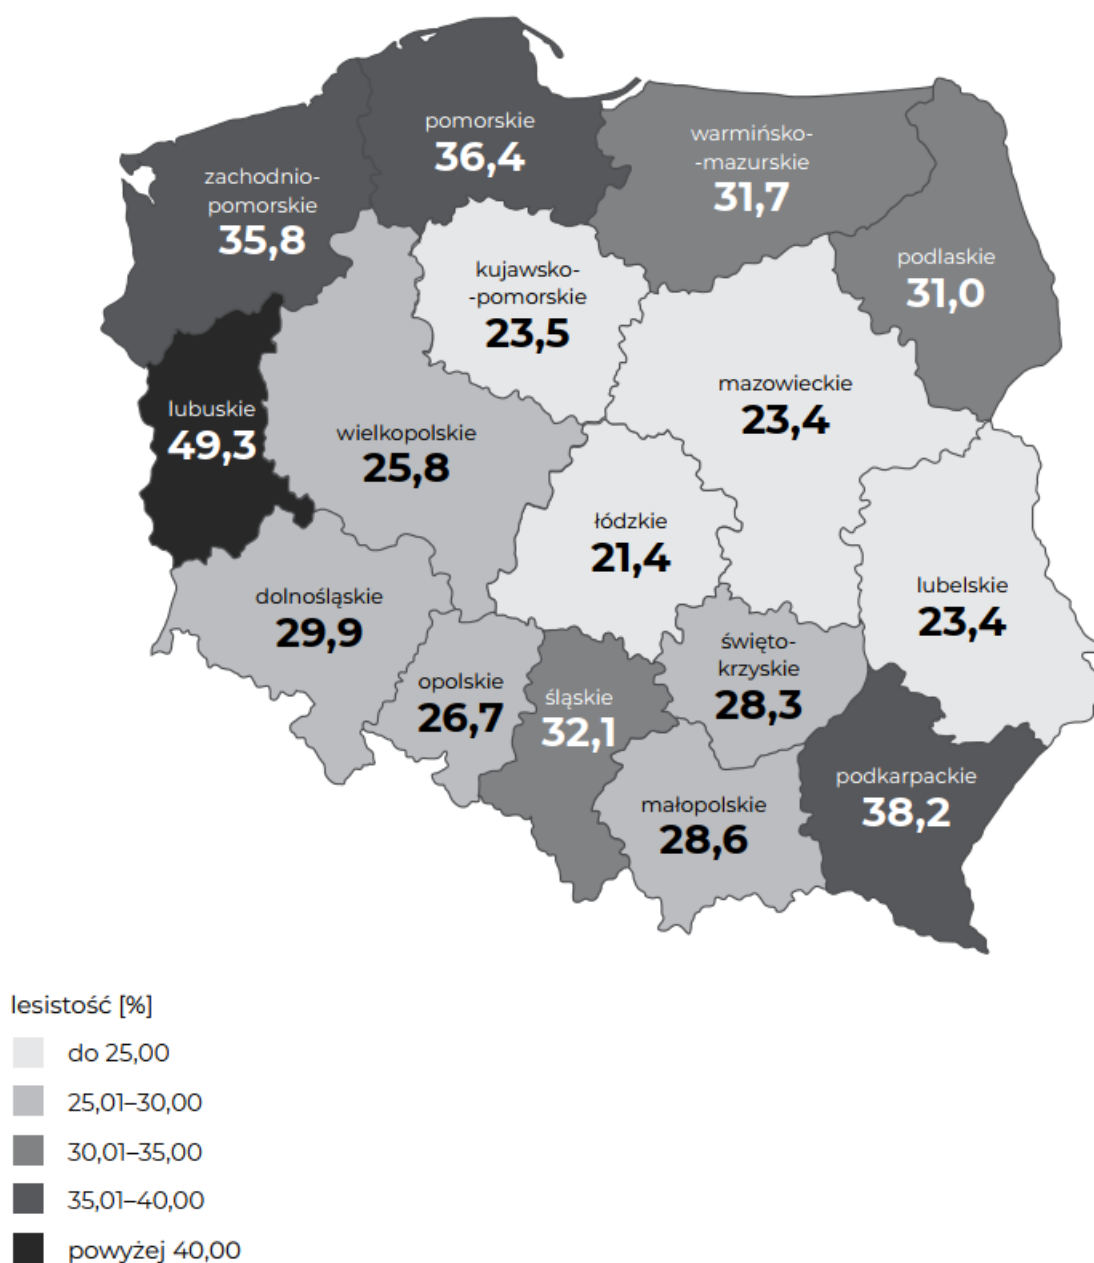 pomorskie
36,4
warmińsko-
-mazurskie
31,7
zachodnio-
pomorskie
35,8
podlaskie
31,0
kujawsko-
-pomorskie
23,5
mazowieckie
23,4
lubuskie
49,3
wielkopolskie
25,8
łódzkie
21,4
lubelskie
23,4
dolnośląskie
29,9
święto-
krzyskie
28,3
opolskie
26,7
śląskie
32,1
podkarpackie
38,2
małopolskie
28,6
lesistość [%]
do 25,00
25,01–30,00
30,01–35,00
35,01–40,00
powyżej 40,00